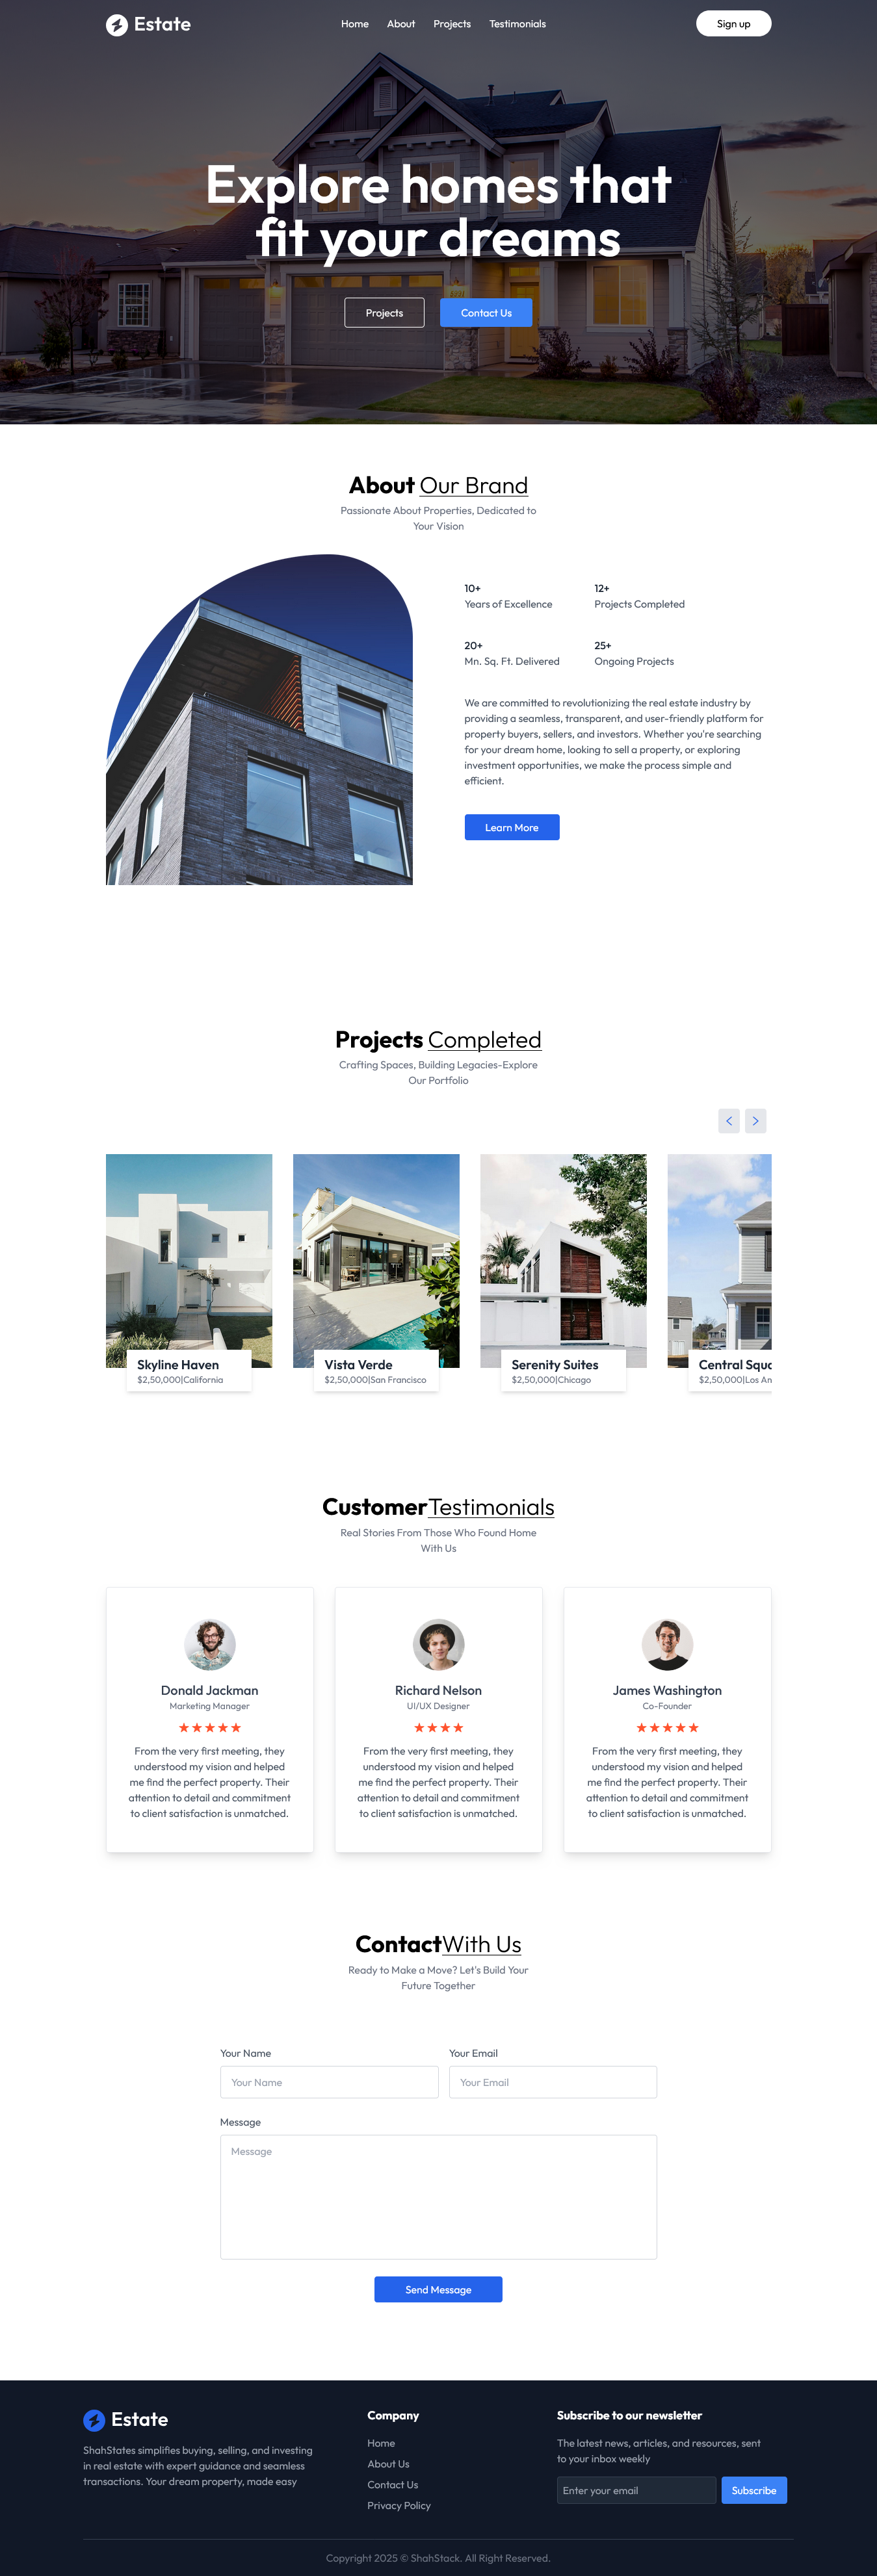 Estate
Home About Projects Testimonials
Sign up
Explore homes that
fit your dreams
Projects Contact Us
About Our Brand
Passionate About Properties, Dedicated to
Your Vision
10+
Years of Excellence
12+
Projects Completed
20+
Mn. Sq. Ft. Delivered
25+
Ongoing Projects
We are committed to revolutionizing the real estate industry by
providing a seamless, transparent, and user-friendly platform for
property buyers, sellers, and investors. Whether you're searching
for your dream home, looking to sell a property, or exploring
investment opportunities, we make the process simple and
efficient.
Learn More
Projects Completed
Crafting Spaces, Building Legacies-Explore
Our Portfolio
Skyline Haven
$2,50,000|California
Vista Verde
$2,50,000|San Francisco
Serenity Suites
$2,50,000|Chicago
Central Squa
$2,50,000|Los An
CustomerTestimonials
Real Stories From Those Who Found Home
With Us
Donald Jackman
Marketing Manager
From the very first meeting, they
understood my vision and helped
me find the perfect property. Their
attention to detail and commitment
to client satisfaction is unmatched.
Richard Nelson
UI/UX Designer
From the very first meeting, they
understood my vision and helped
me find the perfect property. Their
attention to detail and commitment
to client satisfaction is unmatched.
James Washington
Co-Founder
From the very first meeting, they
understood my vision and helped
me find the perfect property. Their
attention to detail and commitment
to client satisfaction is unmatched.
ContactWith Us
Ready to Make a Move? Let's Build Your
Future Together
Your Name
Your Name
Your Email
Your Email
Message
Message
Send Message
Estate
ShahStates simplifies buying, selling, and investing
in real estate with expert guidance and seamless
transactions. Your dream property, made easy
Company
Home
About Us
Contact Us
Privacy Policy
Subscribe to our newsletter
The latest news, articles, and resources, sent
to your inbox weekly
Enter your email
Subscribe
Copyright 2025 © ShahStack. All Right Reserved.